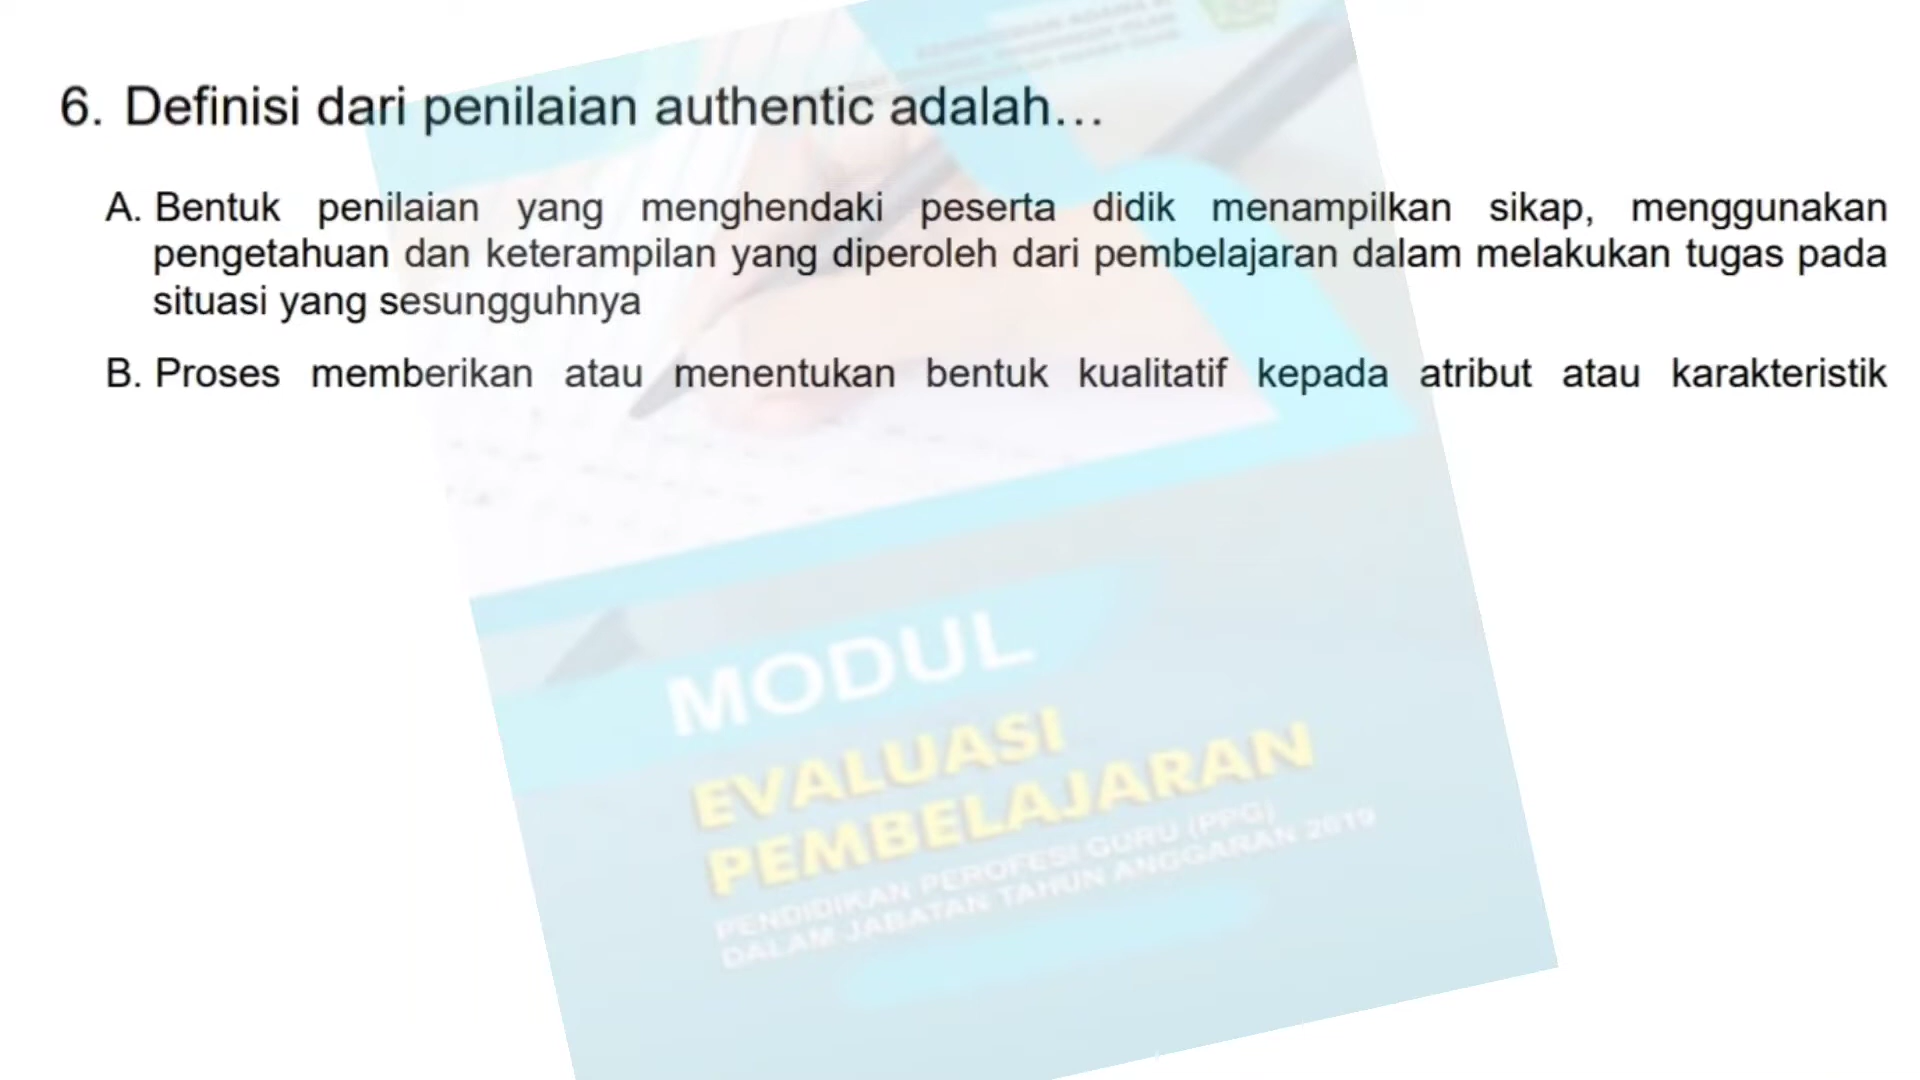 6. Definisi dari penilaian authentic adalah...
A. Bentuk penilaian yang menghendaki peserta didik menampilkan sikap, menggunakan
pengetahuan dan keterampilan yang diperoleh dari pembelajaran dalam melakukan tugas pada
situasi yang sesungguhnya
B. Proses memberikan atau menentukan bentuk kualitatif kepada atribut atau karakteristik
MODUL
EVALUASI
PEMBELAJARAN
PENDIDIKAN PEROFESI GURU (PPG)
DALAM JABATAN TAHUN ANGGARAN 2019